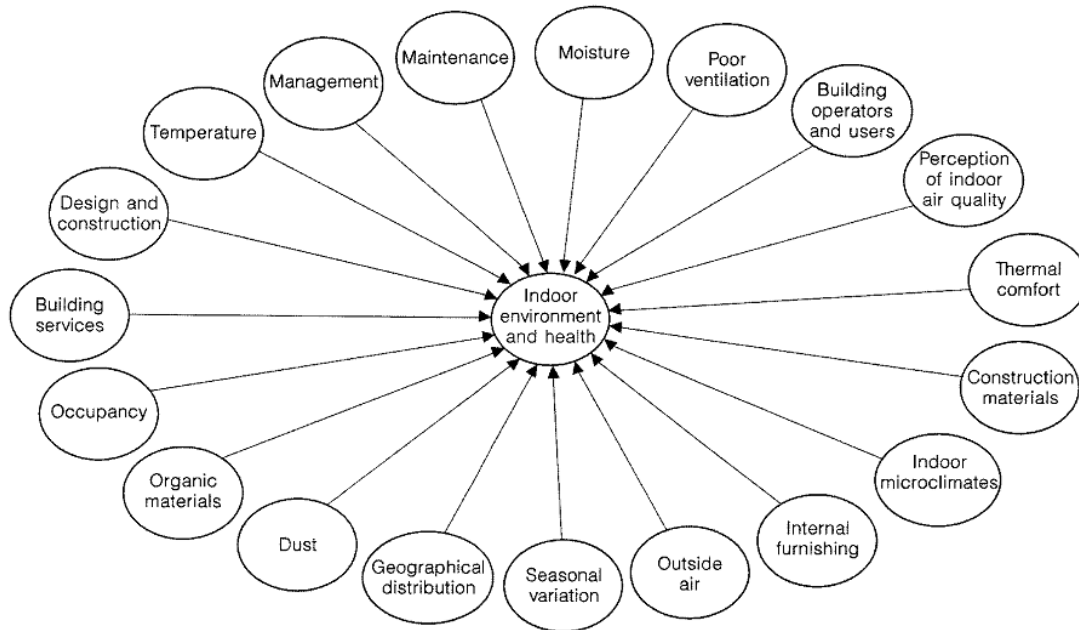 Maintenance
Moisture
Poor
ventilation
Management
Building
operators
and users
Temperature
Perception
of indoor
air quality
Design and
construction
Thermal
comfort
Indoor
environment
and health
Building
services
Construction
materials
Occupancy
Indoor
microclimates
Organic
materials
Internal
furnishing
Dust
Geographical
distribution
Seasonal
variation
Outside
air